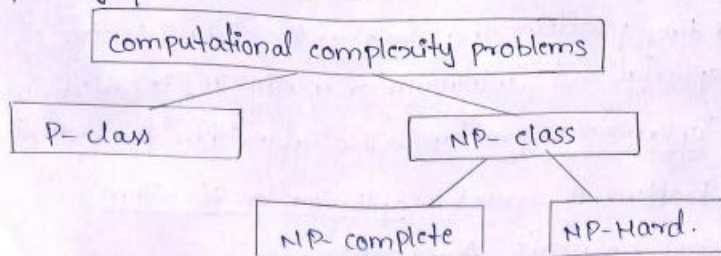 computational complexity problems
P-class
NP-class
NP-complete
NP-Hard.